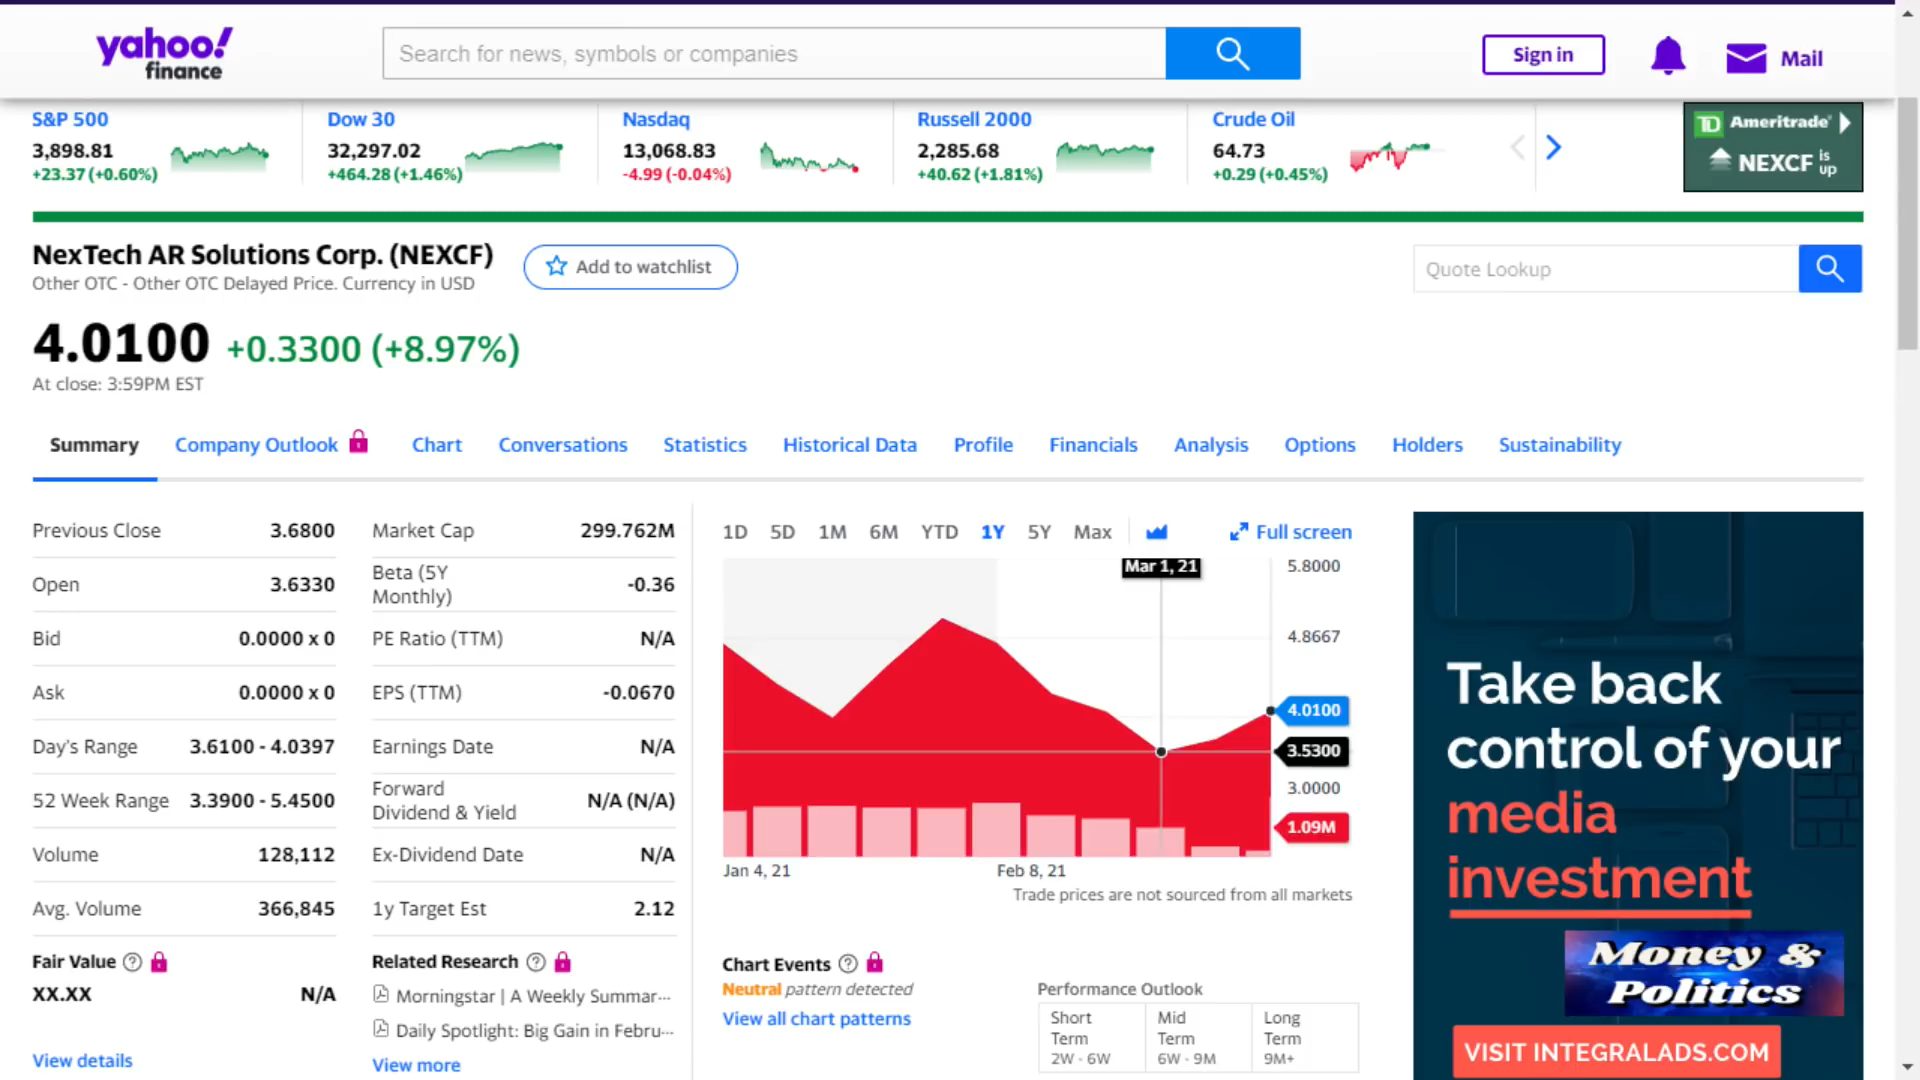 yahoo!
finance
Search for news, symbols or companies
Sign in
Mail
S&P 500
3,898.81
+23.37 (+0.60%)
Dow 30
32,297.02
+464.28 (+1.46%)
Nasdaq
13,068.83
-4.99 (-0.04%)
Russell 2000
2,285.68
+40.62 (+1.81%)
Crude Oil
64.73
+0.29 (+0.45%)
TD Ameritrade
NEXCF is up
NexTech AR Solutions Corp. (NEXCF)
Other OTC - Other OTC Delayed Price. Currency in USD
Add to watchlist
Quote Lookup
4.0100 +0.3300 (+8.97%)
At close: 3:59PM EST
Summary Company Outlook Chart Conversations Statistics Historical Data Profile Financials Analysis Options Holders Sustainability
Previous Close 3.6800
Open 3.6330
Bid 0.0000 x 0
Ask 0.0000 x 0
Day's Range 3.6100 - 4.0397
52 Week Range 3.3900 - 5.4500
Volume 128,112
Avg. Volume 366,845
Market Cap 299.762M
Beta (5Y
Monthly) -0.36
PE Ratio (TTM) N/A
EPS (TTM) -0.0670
Earnings Date N/A
Forward
Dividend & Yield N/A (N/A)
Ex-Dividend Date N/A
1y Target Est 2.12
1D 5D 1M 6M YTD 1Y 5Y Max Full screen
Mar 1, 21
5.8000
4.8667
4.0100
3.5300
3.0000
1.09M
Jan 4, 21 Feb 8, 21
Trade prices are not sourced from all markets
Fair Value
XX.XX N/A
View details
Related Research
Morningstar | A Weekly Summar...
Daily Spotlight: Big Gain in Febru...
View more
Chart Events
Neutral pattern detected
View all chart patterns
Performance Outlook
Short
Term
2W - 6W
Mid
Term
6W - 9M
Long
Term
9M+
Take back
control of your
media
investment
Money &
Politics
VISIT INTEGRALADS.COM